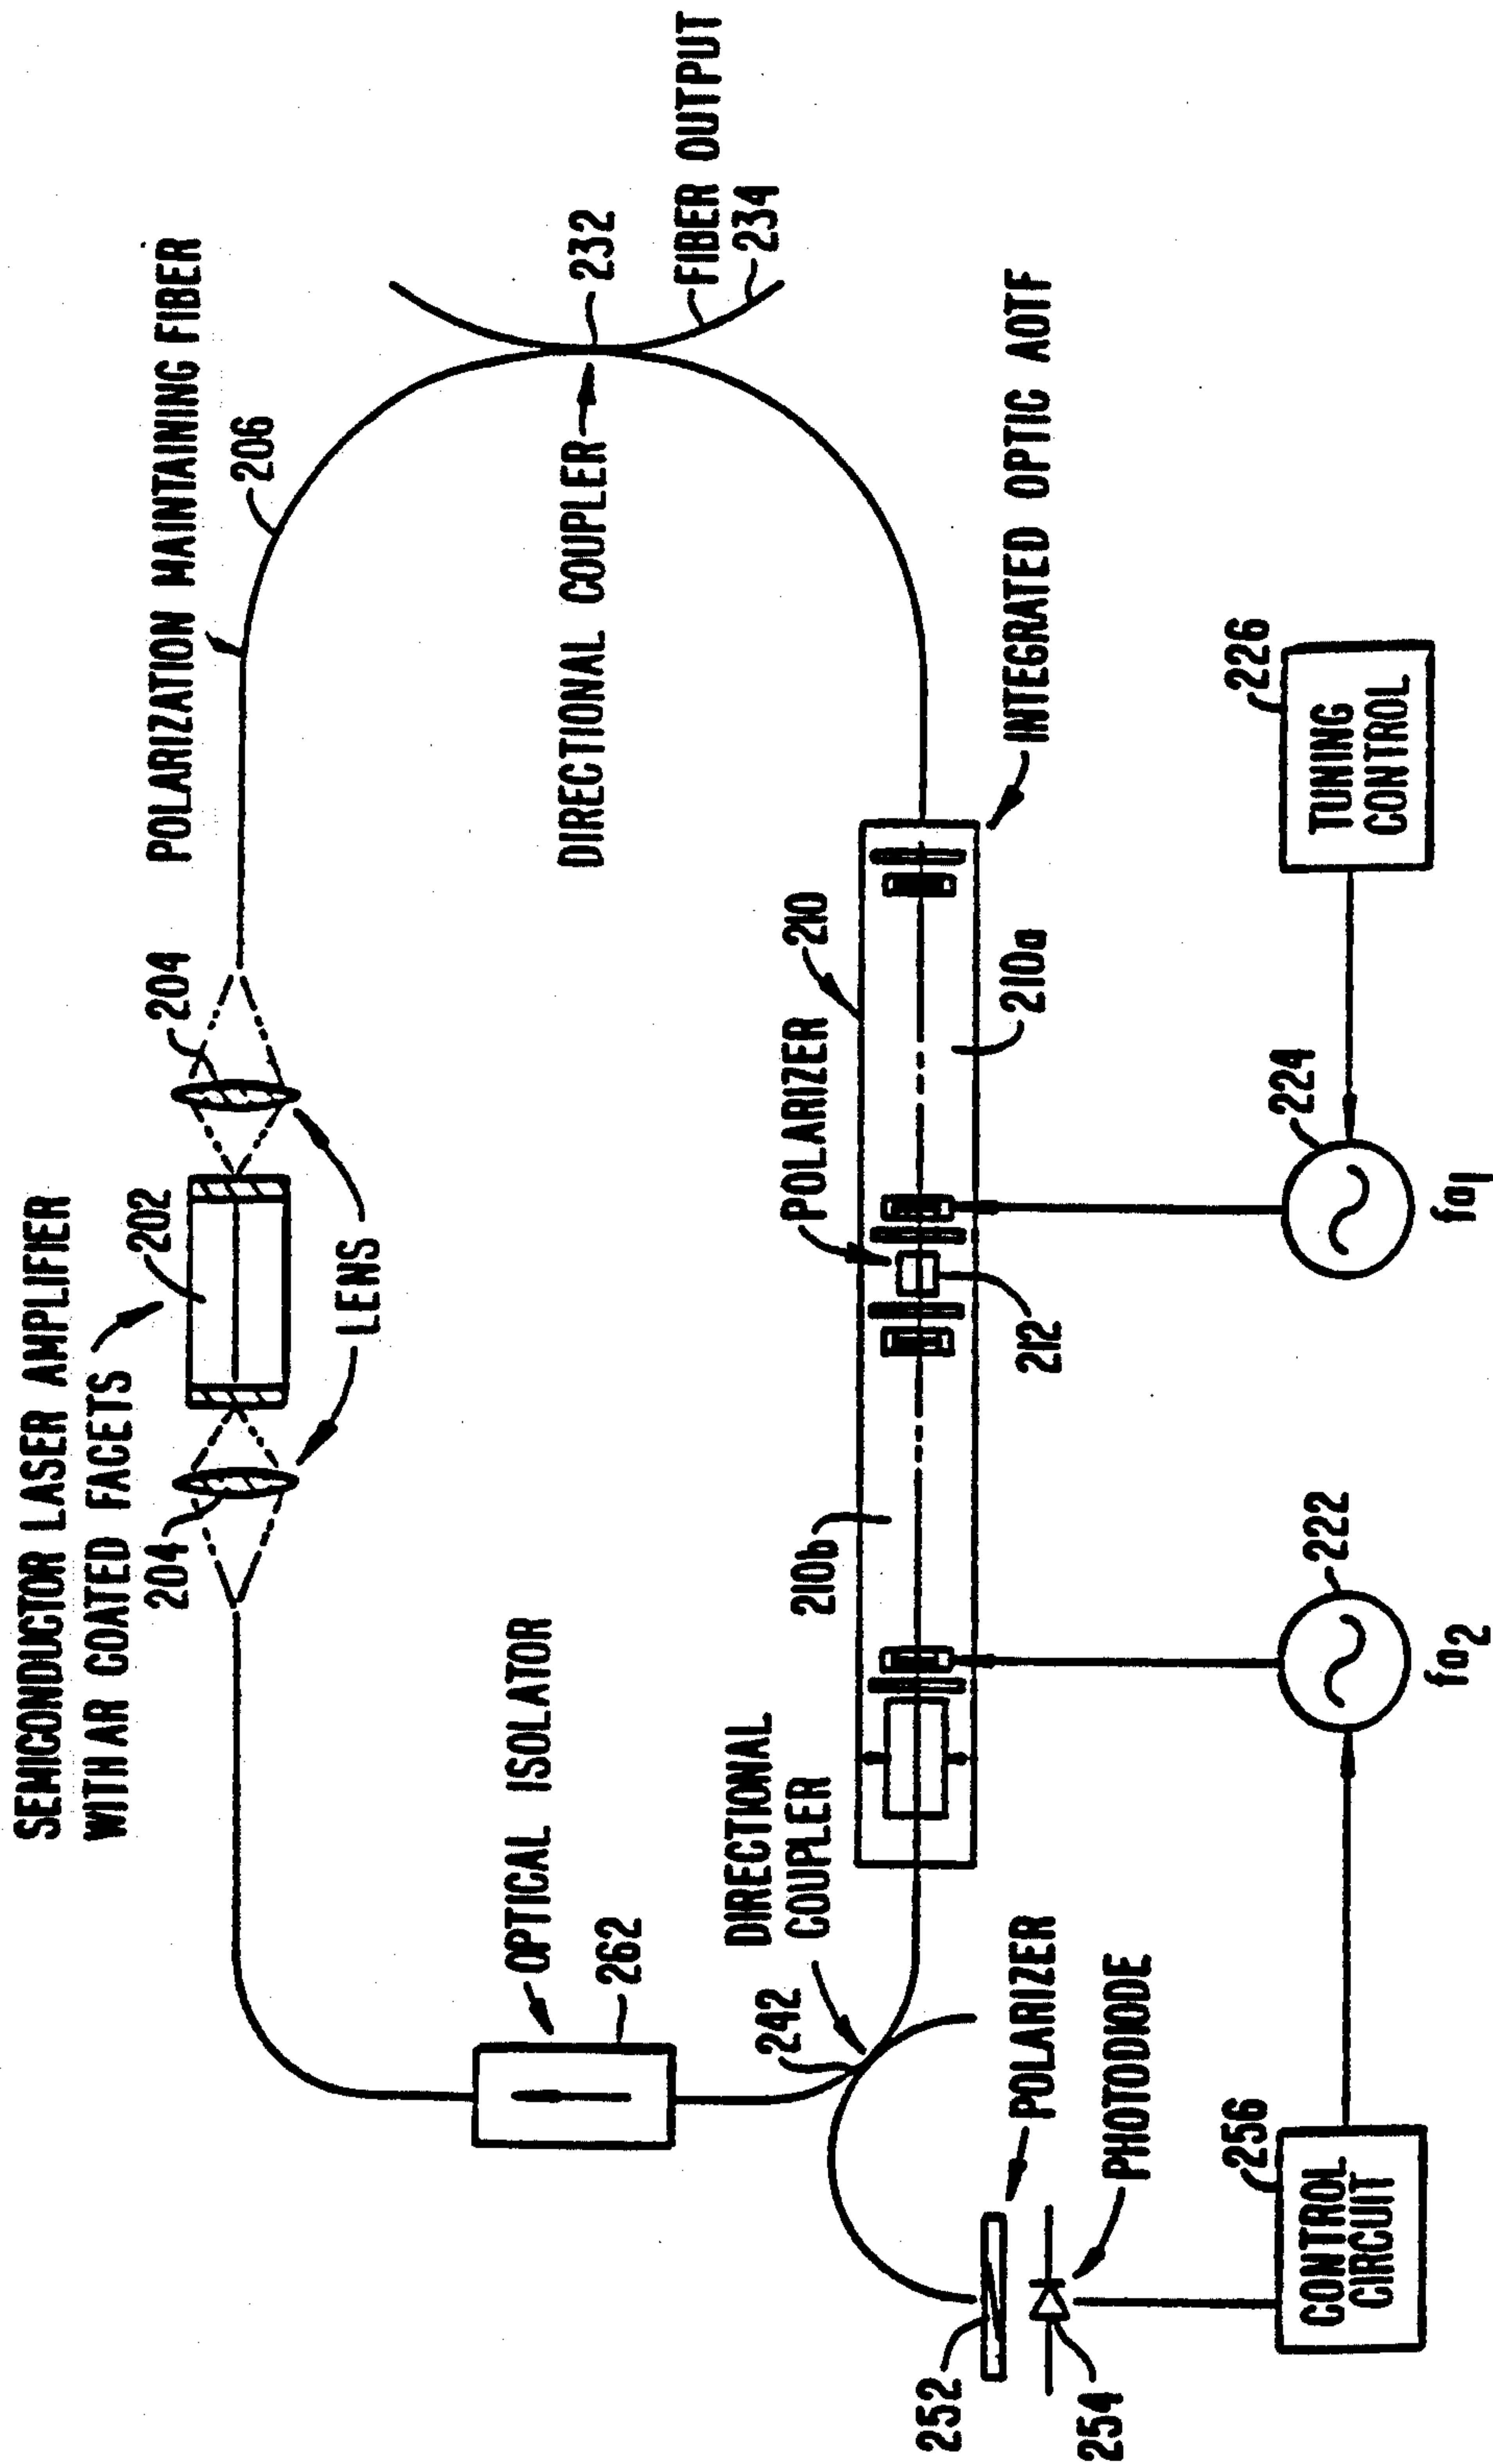 SEMICONDUCTOR LASER AMPLIFIER
WITH AR COATED FACETS
202
204
204
LENS
POLARIZATION MAINTAINING FIBER
206
OPTICAL ISOLATOR
262
DIRECTIONAL COUPLER
232
FIBER OUTPUT
234
DIRECTIONAL
COUPLER
242
210b
POLARIZER
210
212
210a
INTEGRATED OPTIC AOTF
POLARIZER
252
PHOTODIODE
254
256
CONTROL
CIRCUIT
222
fa2
224
fa1
226
TUNING
CONTROL